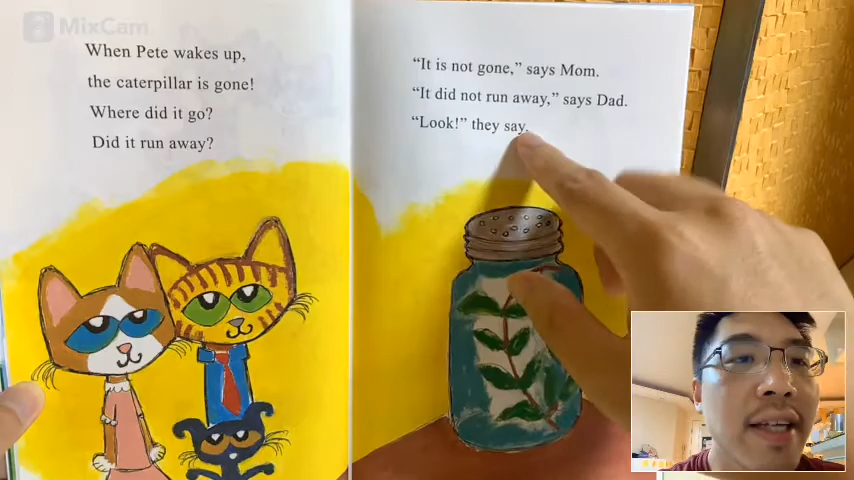 MixCam
When Pete wakes up,
the caterpillar is gone!
Where did it go?
Did it run away?
“It is not gone,” says Mom.
“It did not run away,” says Dad.
“Look!” they say.